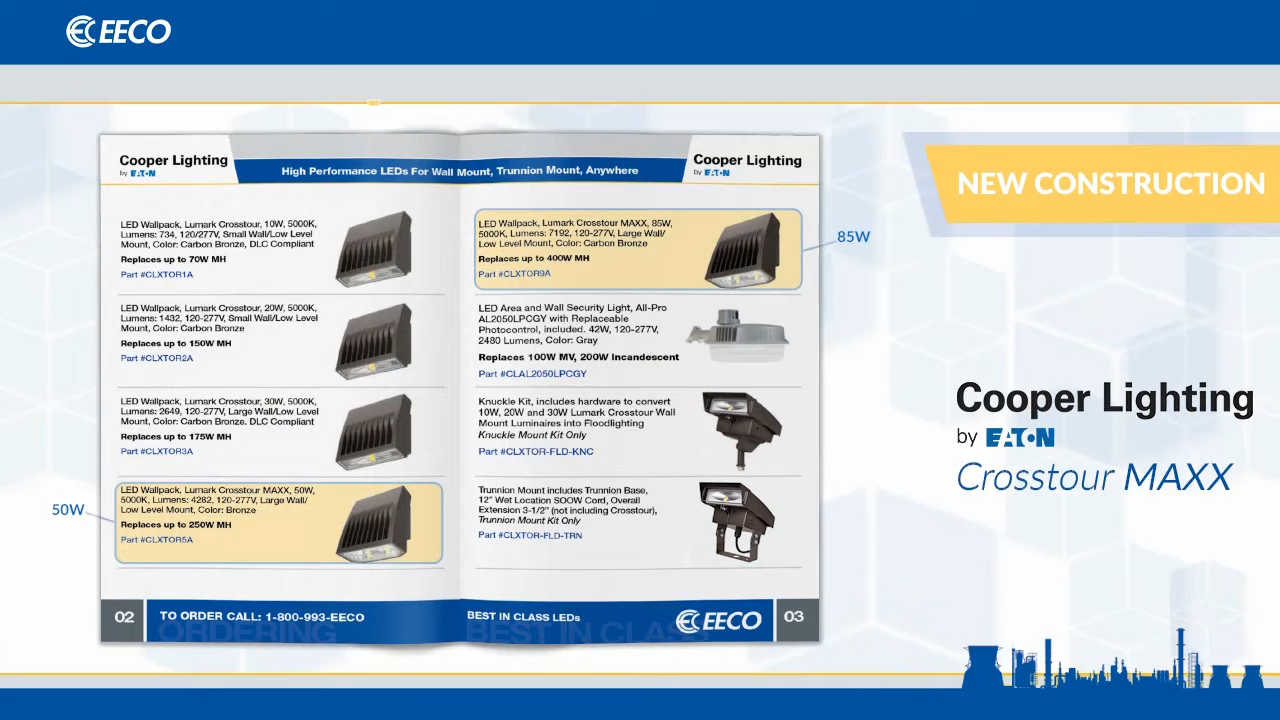 EECO
Cooper Lighting
by EATON
High Performance LEDs For Wall Mount, Trunnion Mount, Anywhere
Cooper Lighting
by EATON
LED Wallpack, Lumark Crosstour, 10W, 5000K,
Lumens: 734, 120/277V, Small Wall/Low Level
Mount, Color: Carbon Bronze, DLC Compliant
Replaces up to 70W MH
Part #CLXTOR1A
LED Wallpack, Lumark Crosstour, 20W, 5000K,
Lumens: 1432, 120-277V, Small Wall/Low Level
Mount, Color: Carbon Bronze
Replaces up to 150W MH
Part #CLXTOR2A
LED Wallpack, Lumark Crosstour, 30W, 5000K,
Lumens: 2649, 120-277V, Large Wall/Low Level
Mount, Color: Carbon Bronze. DLC Compliant
Replaces up to 175W MH
Part #CLXTOR3A
50W
LED Wallpack, Lumark Crosstour MAXX, 50W,
5000K, Lumens: 4282, 120-277V, Large Wall/
Low Level Mount, Color: Bronze
Replaces up to 250W MH
Part #CLXTOR5A
LED Wallpack, Lumark Crosstour MAXX, 85W,
5000K, Lumens: 7192, 120-277V, Large Wall/
Low Level Mount, Color: Carbon Bronze
Replaces up to 400W MH
Part #CLXTOR9A
85W
LED Area and Wall Security Light, All-Pro
AL2050LPCGY with Replaceable
Photocontrol, included. 42W, 120-277V,
2480 Lumens, Color: Gray
Replaces 100W MV, 200W Incandescent
Part #CLAL2050LPCGY
Knuckle Kit, includes hardware to convert
10W, 20W and 30W Lumark Crosstour Wall
Mount Luminaires into Floodlighting
Knuckle Mount Kit Only
Part #CLXTOR-FLD-KNC
Trunnion Mount includes Trunnion Base,
12" Wet Location SOOW Cord, Overall
Extension 3-1/2" (not including Crosstour),
Trunnion Mount Kit Only
Part #CLXTOR-FLD-TRN
02
TO ORDER CALL: 1-800-993-EECO
ORDERING
BEST IN CLASS LEDs
BEST IN CLASS
EECO
03
NEW CONSTRUCTION
Cooper Lighting
by EATON
Crosstour MAXX